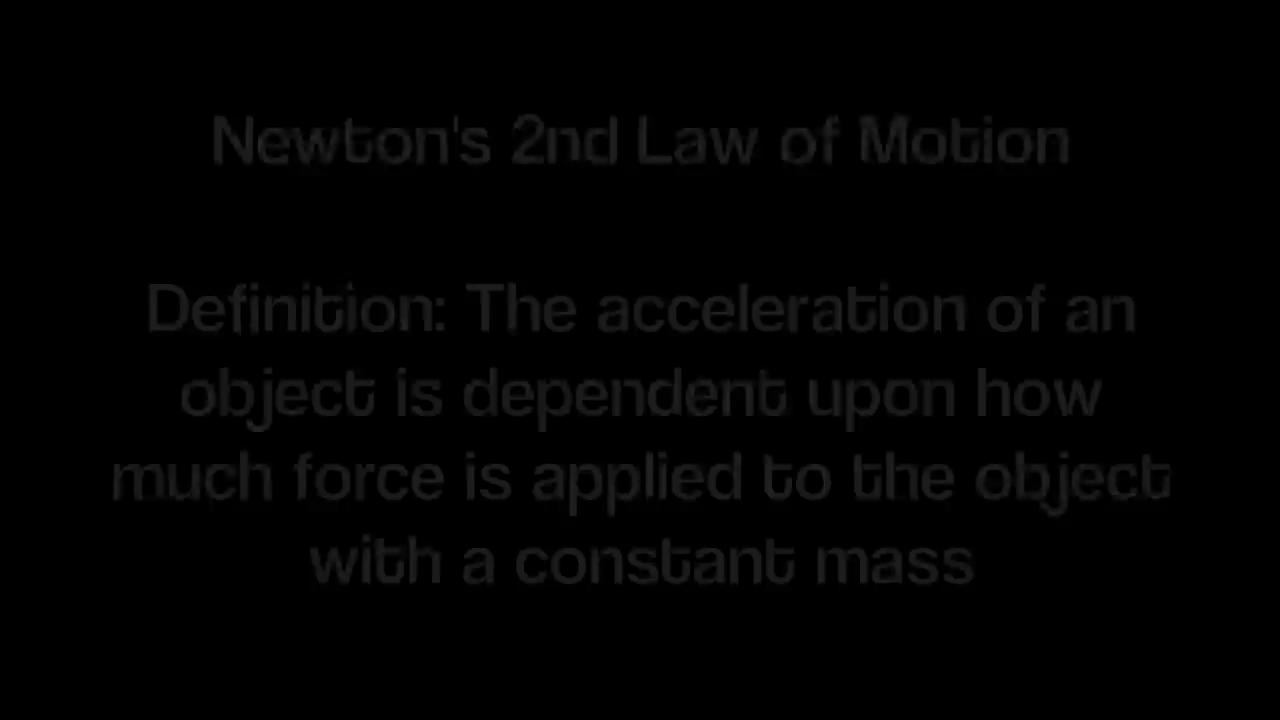 Newton's 2nd Law of Motion
Definition: The acceleration of an
object is dependent upon how
much force is applied to the object
with a constant mass